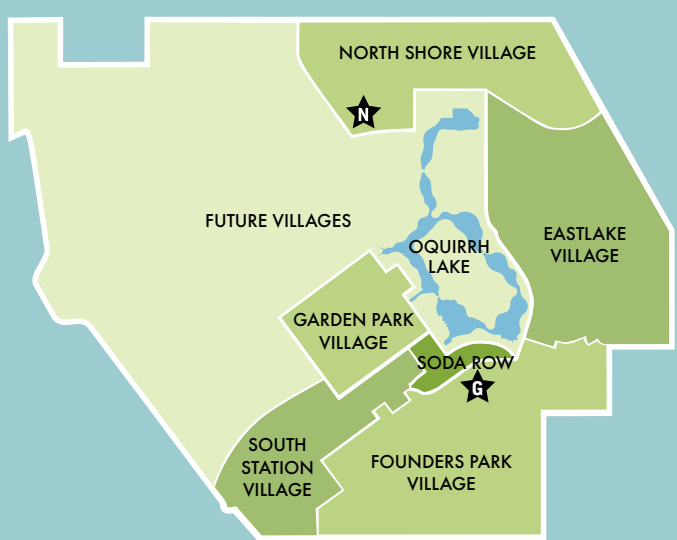 NORTH SHORE VILLAGE
N
FUTURE VILLAGES
OQUIRRH
LAKE
EASTLAKE
VILLAGE
GARDEN PARK
VILLAGE
SODA ROW
G
SOUTH
STATION
VILLAGE
FOUNDERS PARK
VILLAGE